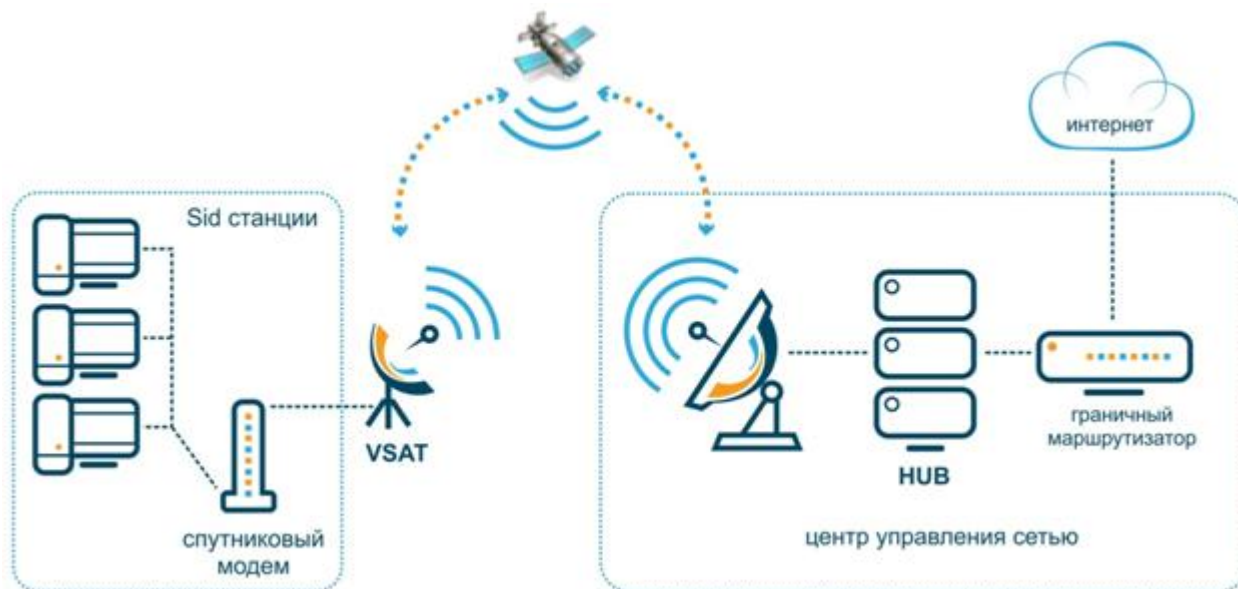 интернет
Sid станции
VSAT
спутниковый
модем
HUB
граничный
маршрутизатор
центр управления сетью